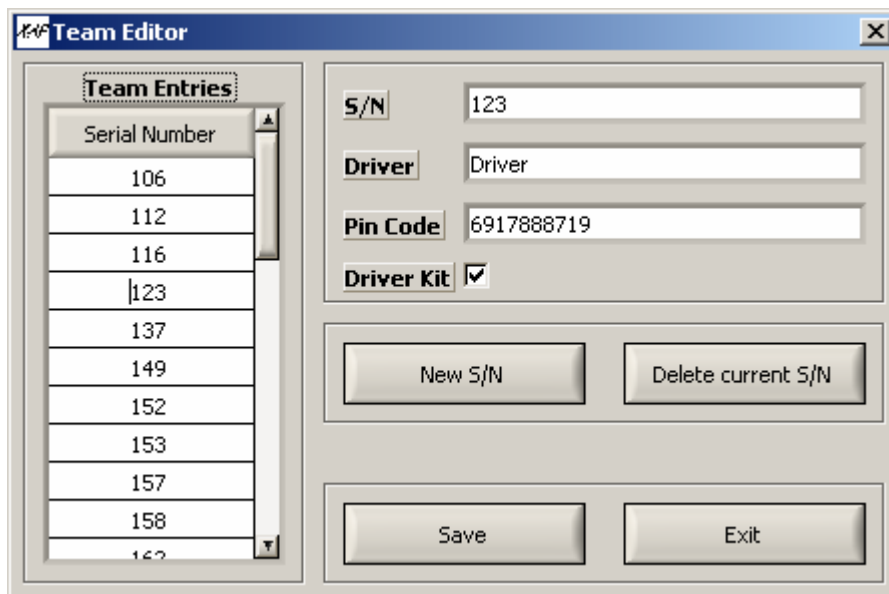 Team Editor
Team Entries
Serial Number
106
112
116
123
137
149
152
153
157
158
S/N
123
Driver
Driver
Pin Code
6917888719
Driver Kit
New S/N
Delete current S/N
Save
Exit